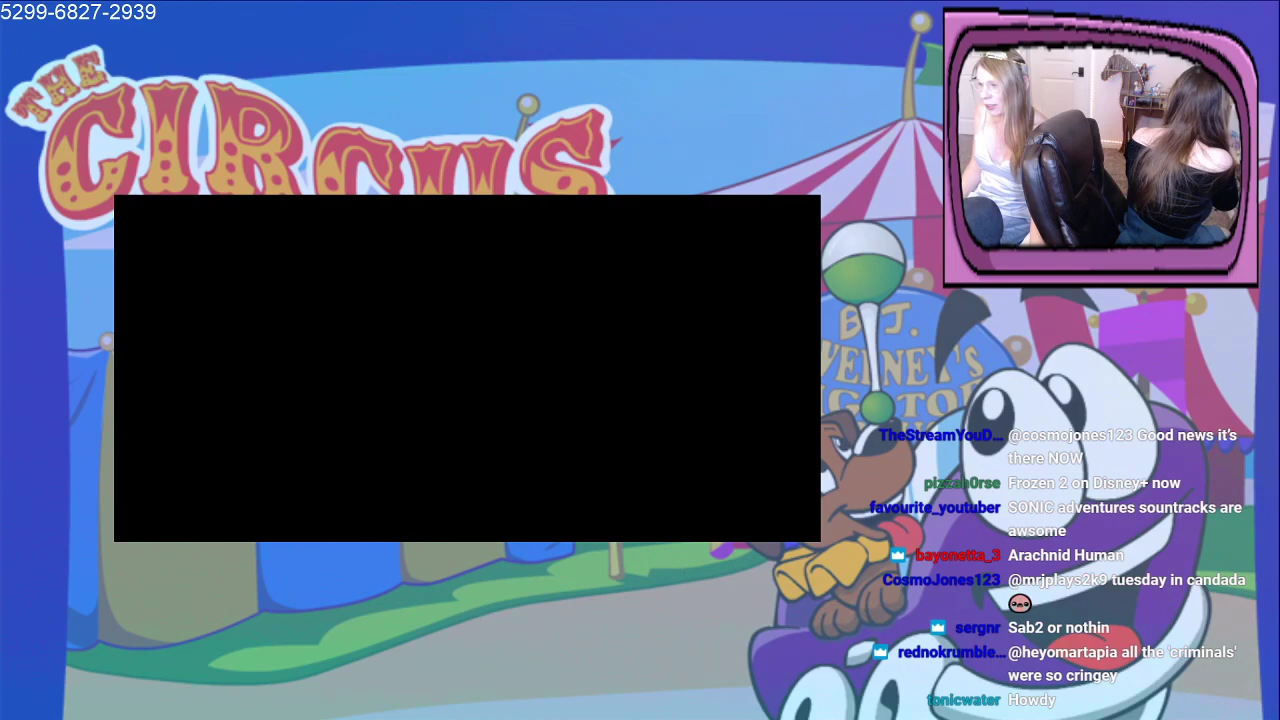 5299-6827-2939
THE
CIRCUS
B.J.
TheStreamYouD... @cosmojones123 Good news it's
there NOW
pizzah0rse Frozen 2 on Disney+ now
favourite_youtuber SONIC adventures sountracks are
awsome
bayonetta_3 Arachnid Human
CosmoJones123 @mrjplays2k9 tuesday in candada
sergnr Sab2 or nothin
rednokrumble... @heyomartapia all the 'criminals'
were so cringey
tonicwater Howdy